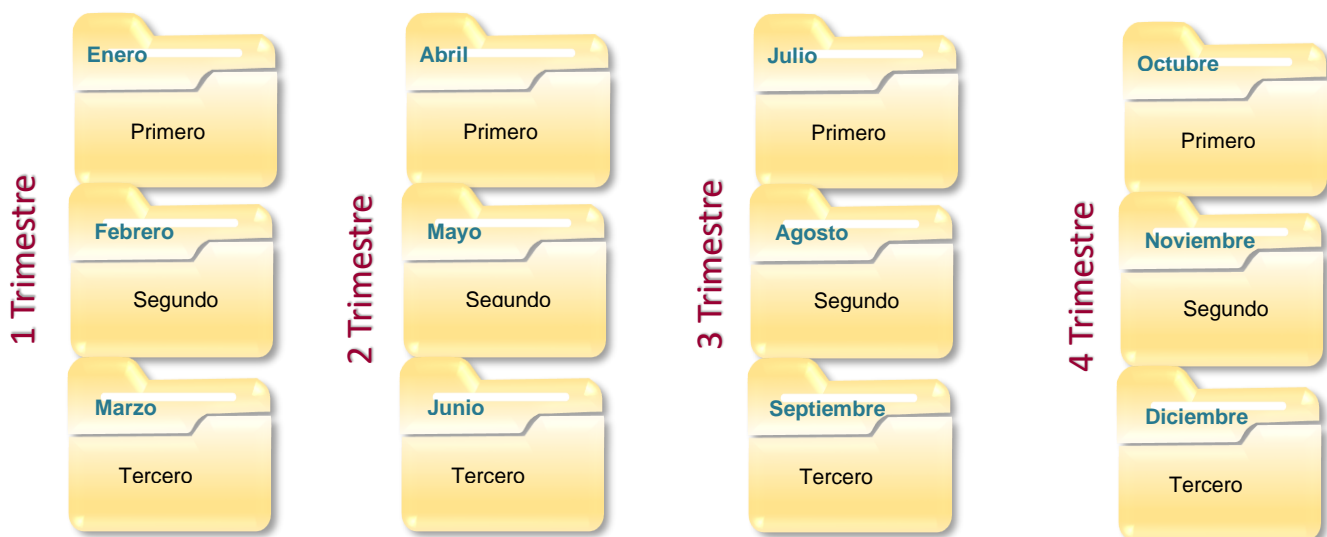 1 Trimestre
Enero
Primero
Febrero
Segundo
Marzo
Tercero
2 Trimestre
Abril
Primero
Mayo
Segundo
Junio
Tercero
3 Trimestre
Julio
Primero
Agosto
Segundo
Septiembre
Tercero
4 Trimestre
Octubre
Primero
Noviembre
Segundo
Diciembre
Tercero